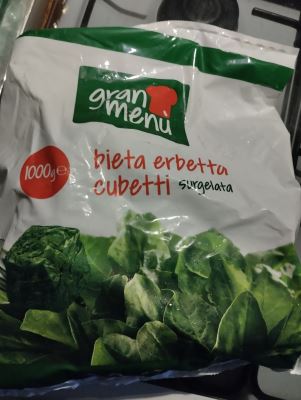 gran
menù
1000g e
bieta erbetta
cubetti surgelata